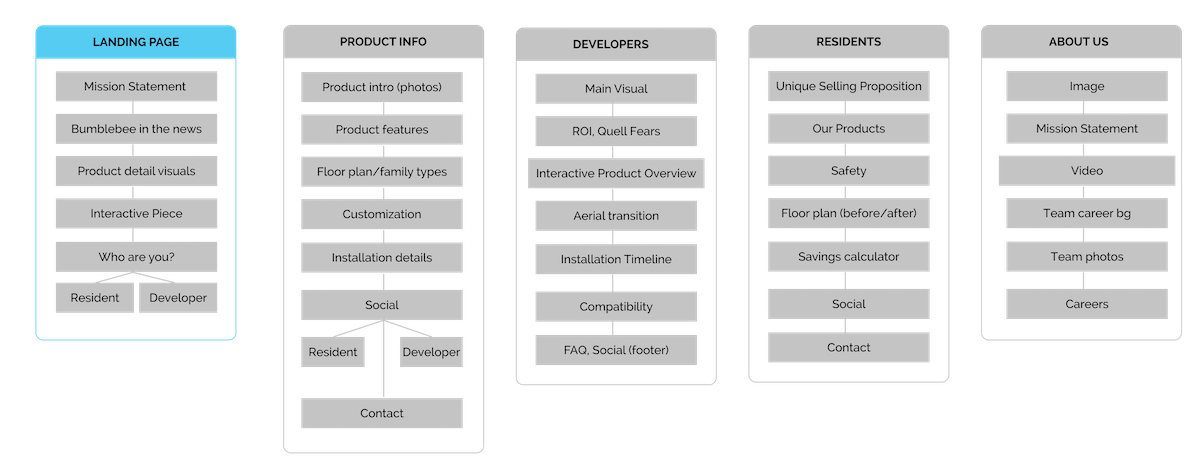 LANDING PAGE
Mission Statement
Bumblebee in the news
Product detail visuals
Interactive Piece
Who are you?
Resident
Developer
PRODUCT INFO
Product intro (photos)
Product features
Floor plan/family types
Customization
Installation details
Social
Resident
Developer
Contact
DEVELOPERS
Main Visual
ROI, Quell Fears
Interactive Product Overview
Aerial transition
Installation Timeline
Compatibility
FAQ, Social (footer)
RESIDENTS
Unique Selling Proposition
Our Products
Safety
Floor plan (before/after)
Savings calculator
Social
Contact
ABOUT US
Image
Mission Statement
Video
Team career bg
Team photos
Careers